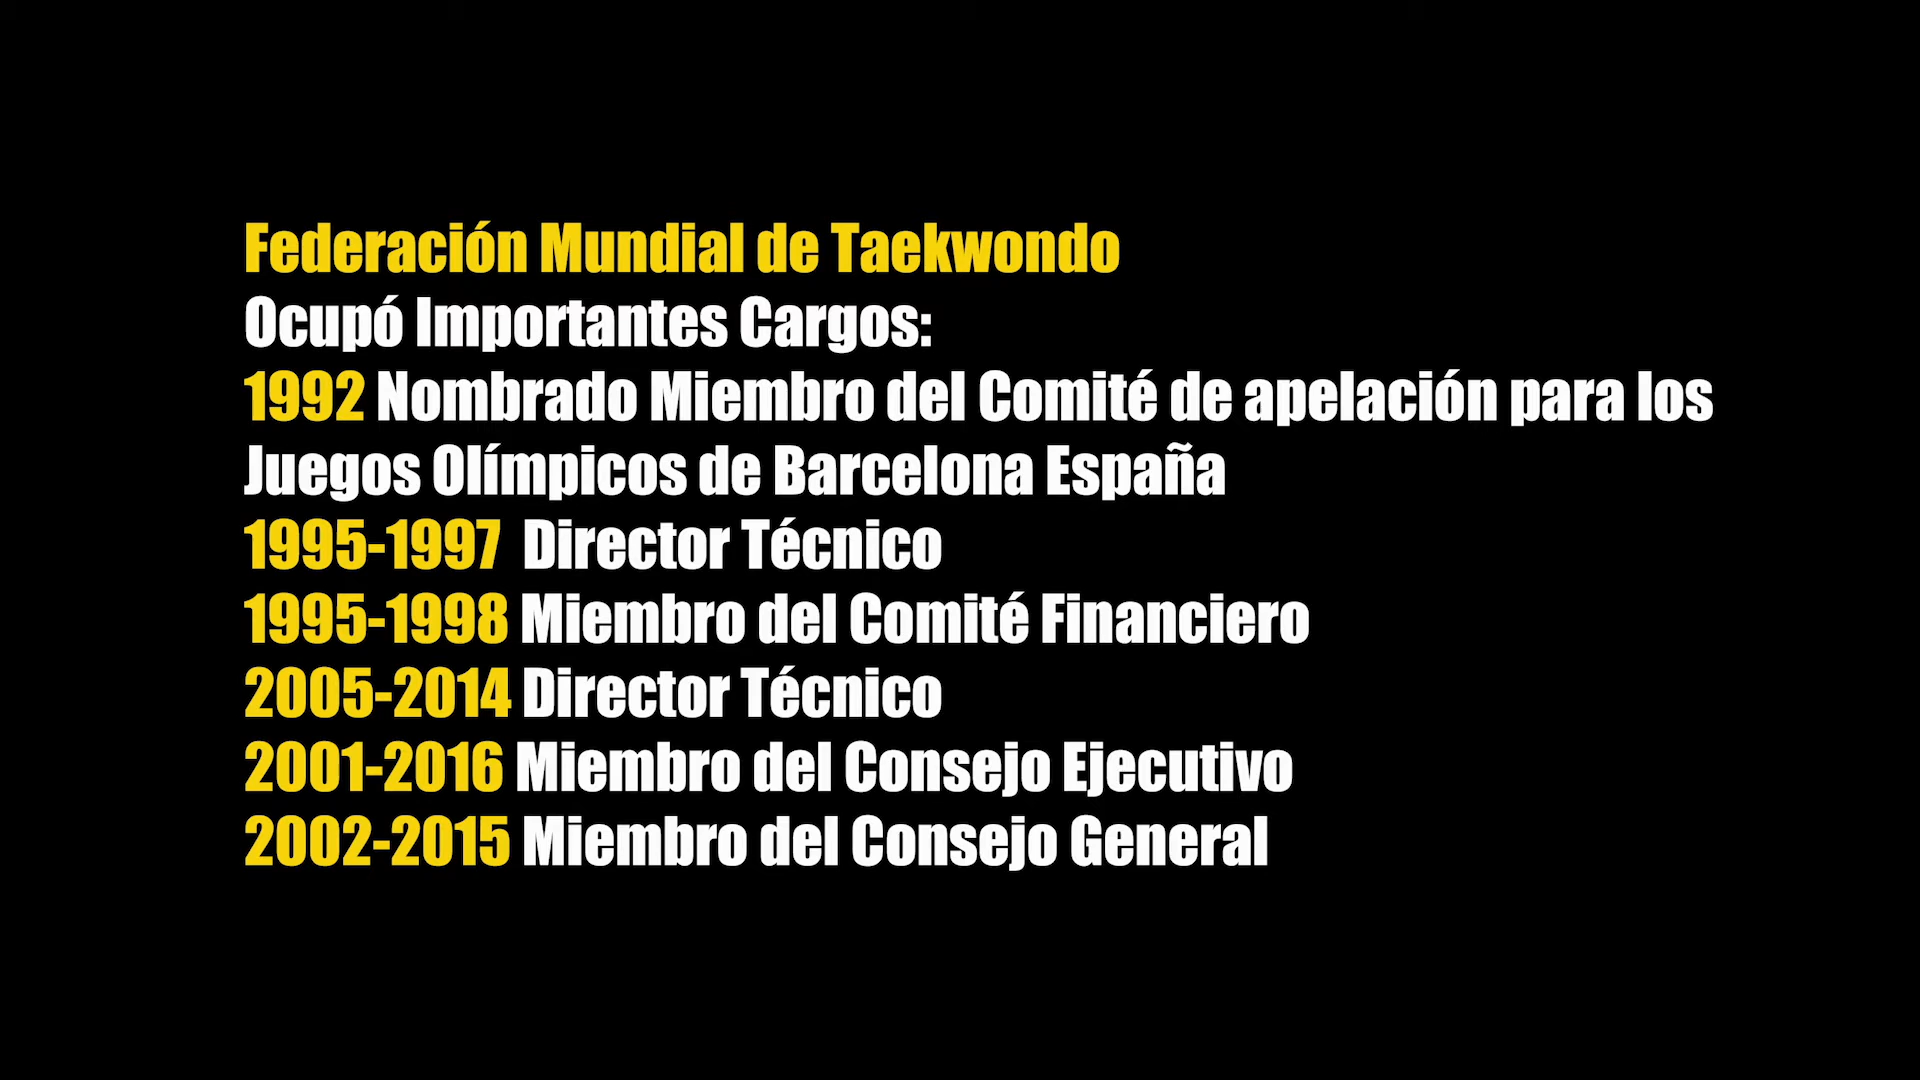 Federación Mundial de Taekwondo
Ocupó Importantes Cargos:
1992 Nombrado Miembro del Comité de apelación para los
Juegos Olímpicos de Barcelona España
1995-1997 Director Técnico
1995-1998 Miembro del Comité Financiero
2005-2014 Director Técnico
2001-2016 Miembro del Consejo Ejecutivo
2002-2015 Miembro del Consejo General